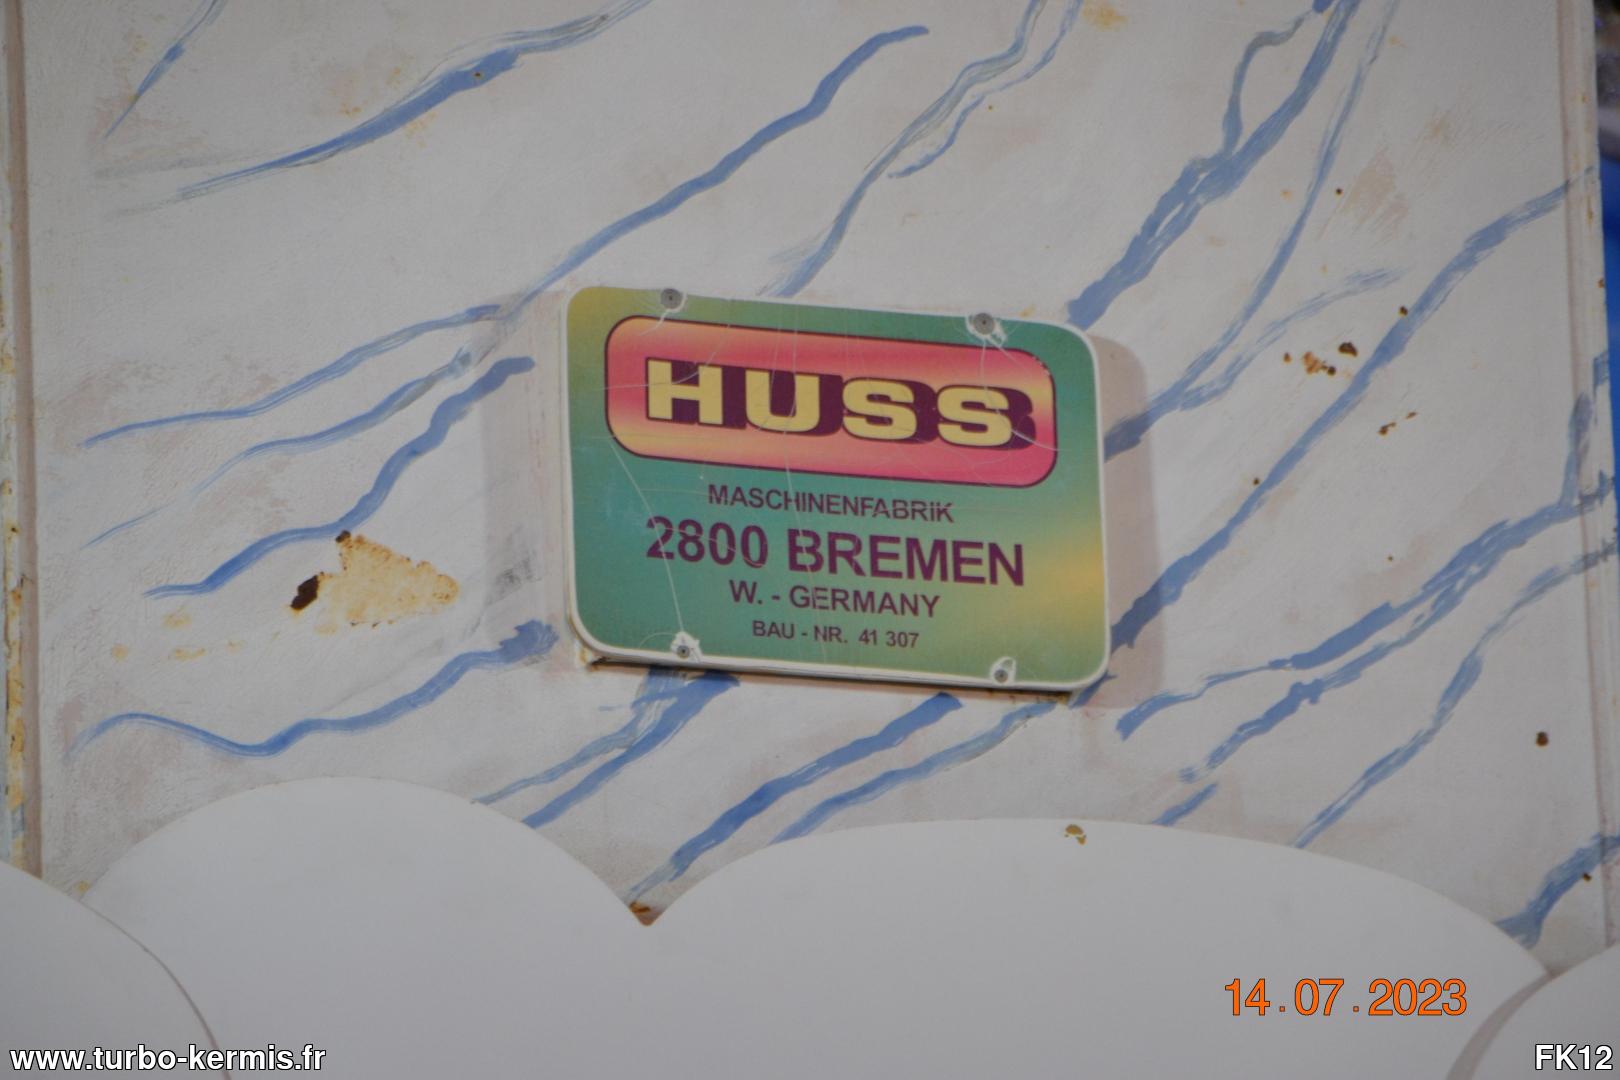 HUSS
MASCHINENFABRIK
2800 BREMEN
W. - GERMANY
BAU - NR. 41 307
14.07.2023
www.turbo-kermis.fr
FK12